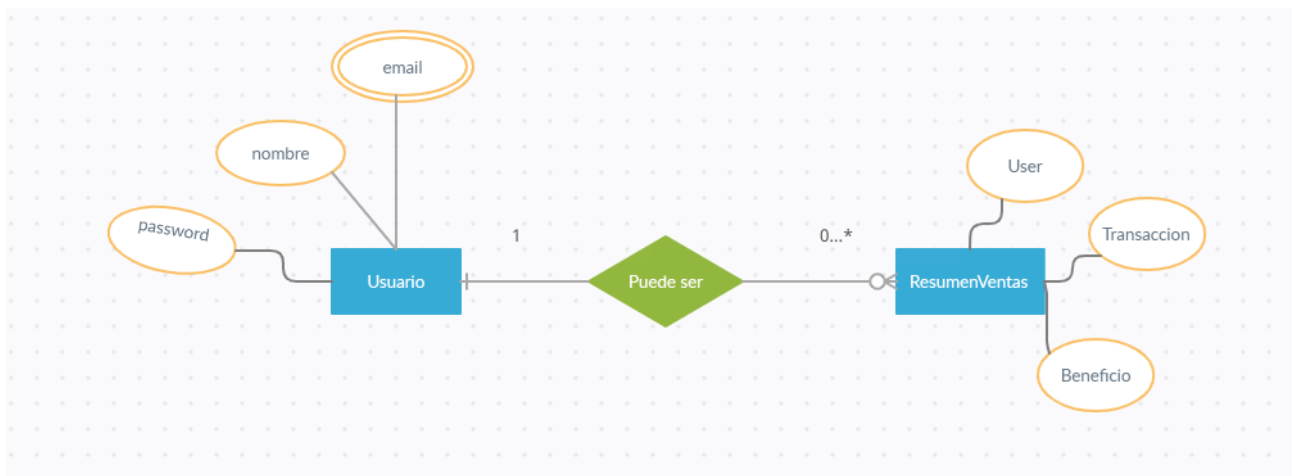 email
nombre
password
User
Transaccion
1
0...*
Usuario
Puede ser
ResumenVentas
Beneficio